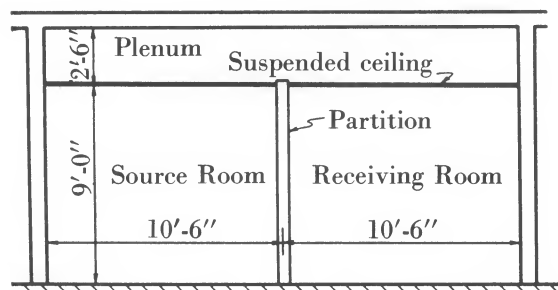 2'-6"
Plenum
Suspended ceiling
Partition
9'-0"
Source Room
Receiving Room
10'-6"
10'-6"